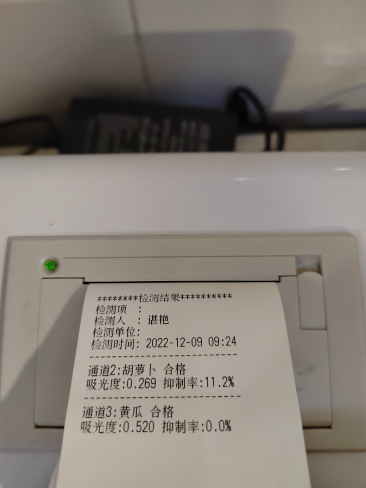 ********检测结果**********
检测项  :
检测人  : 谌艳
检测单位:
检测时间: 2022-12-09 09:24
--------------------------
通道2:胡萝卜 合格
吸光度:0.269 抑制率:11.2%
--------------------------
通道3:黄瓜 合格
吸光度:0.520 抑制率:0.0%